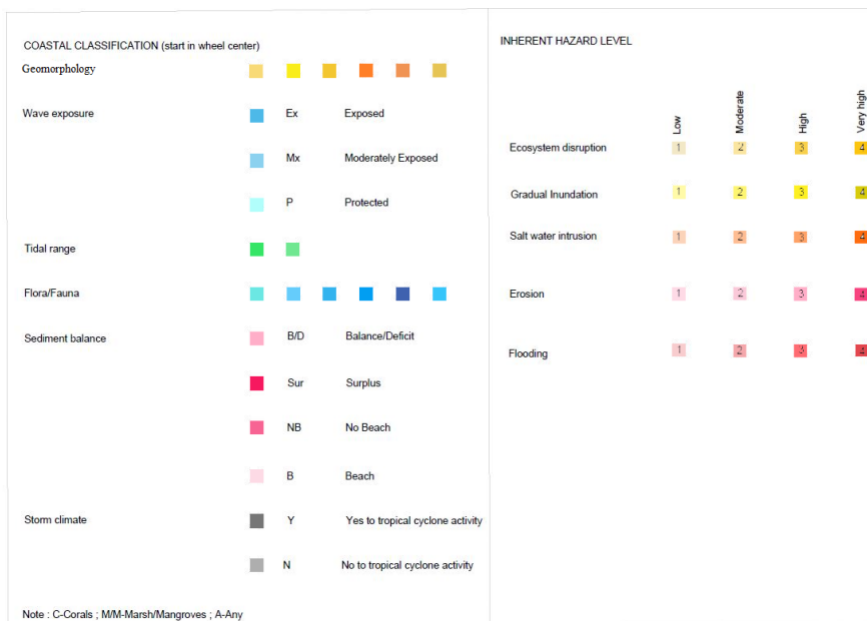 COASTAL CLASSIFICATION (start in wheel center)
Geomorphology
Wave exposure
Ex Exposed
Mx Moderately Exposed
P Protected
Tidal range
Flora/Fauna
Sediment balance
B/D Balance/Deficit
Sur Surplus
NB No Beach
B Beach
Storm climate
Y Yes to tropical cyclone activity
N No to tropical cyclone activity
Note : C-Corals ; M/M-Marsh/Mangroves ; A-Any
INHERENT HAZARD LEVEL
Low Moderate High Very high
Ecosystem disruption 1 2 3 4
Gradual Inundation 1 2 3 4
Salt water intrusion 1 2 3 4
Erosion 1 2 3 4
Flooding 1 2 3 4